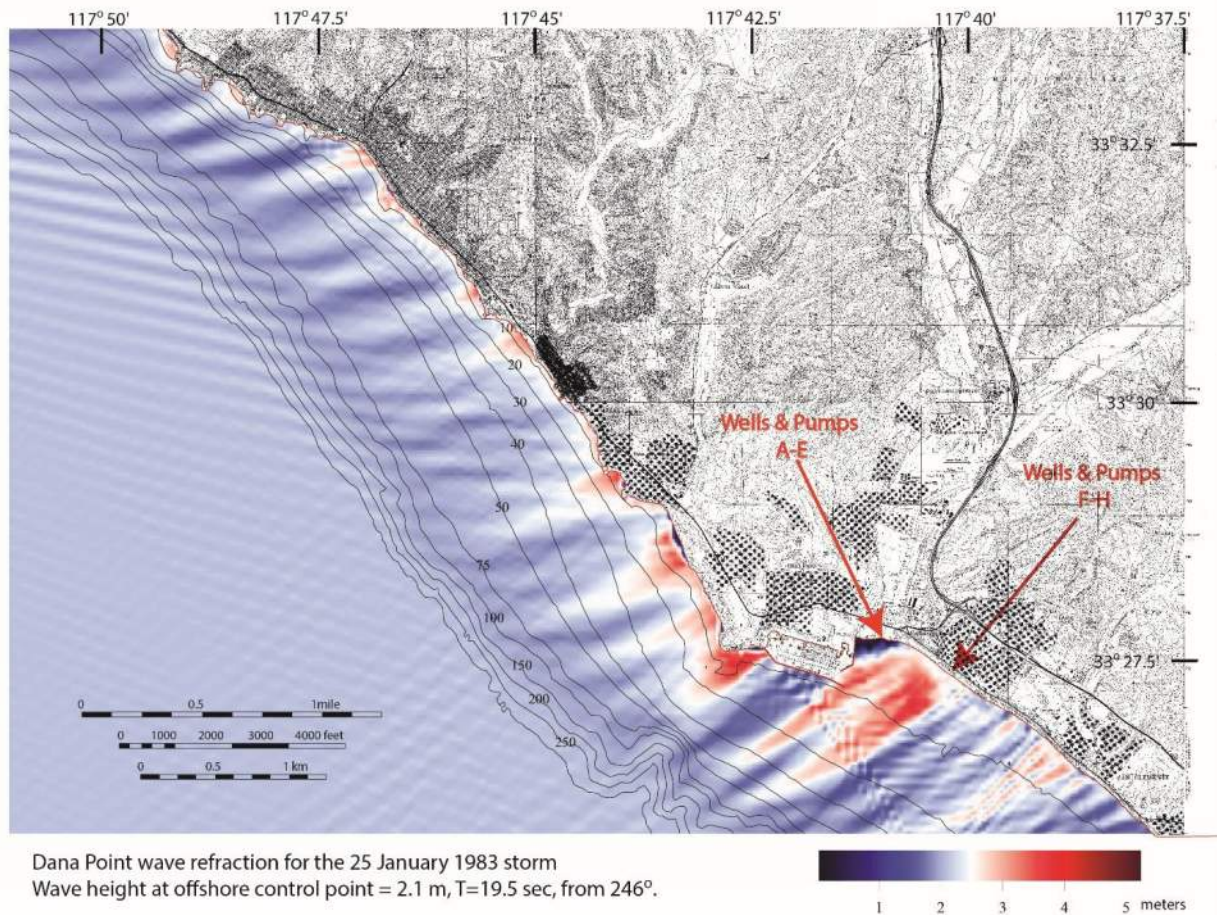 117° 50' 117° 47.5' 117° 45' 117° 42.5' 117° 40' 117° 37.5'
33° 32.5'
10
20
33° 30'
30
Wells & Pumps
A-E
40
Wells & Pumps
F-H
50
75
100
33° 27.5'
150
200
0 0.5 1mile
250
0 1000 2000 3000 4000 feet
0 0.5 1 km
Dana Point wave refraction for the 25 January 1983 storm
Wave height at offshore control point = 2.1 m, T=19.5 sec, from 246°.
1 2 3 4 5 meters